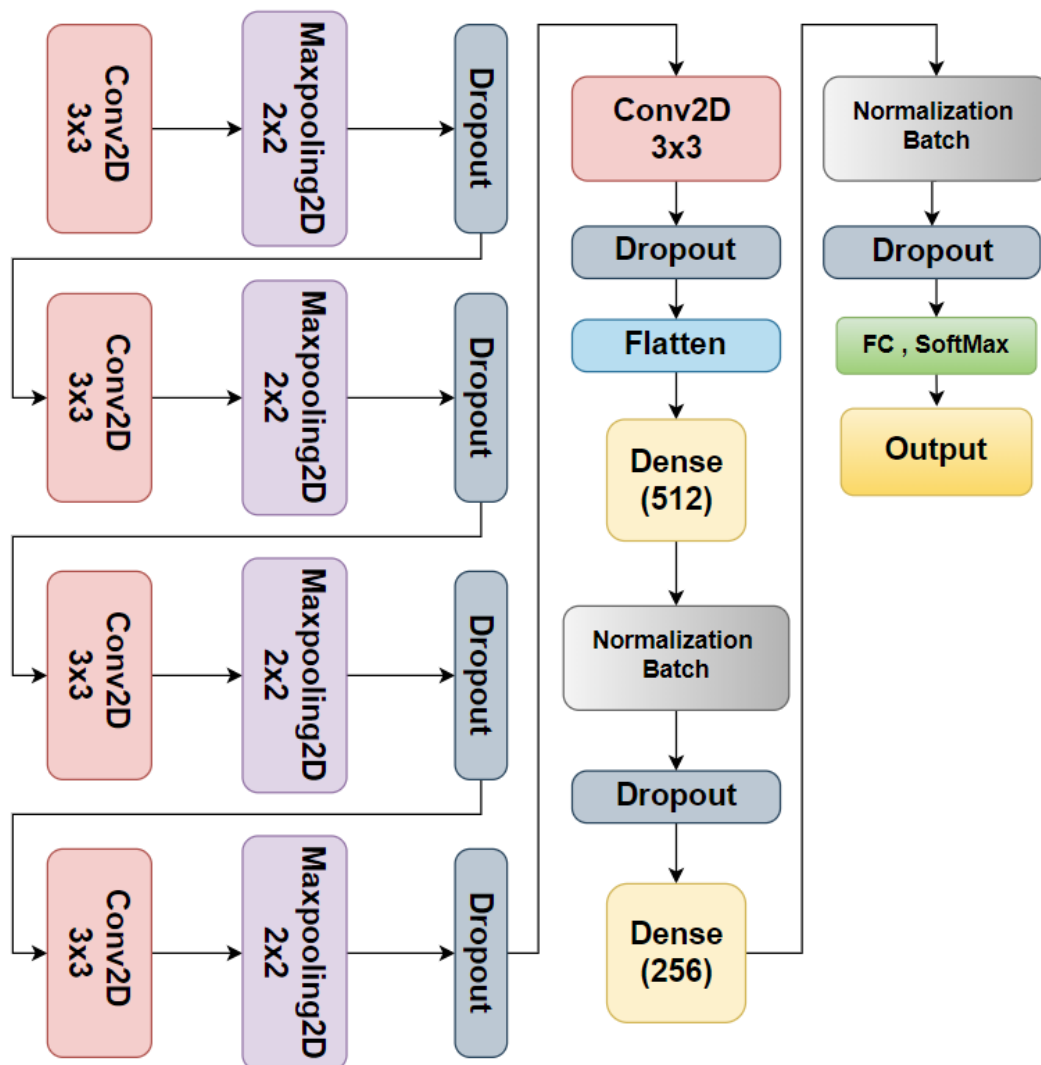 Conv2D
3x3
Maxpooling2D
2x2
Dropout
Conv2D
3x3
Maxpooling2D
2x2
Dropout
Conv2D
3x3
Maxpooling2D
2x2
Dropout
Conv2D
3x3
Maxpooling2D
2x2
Dropout
Conv2D
3x3
Dropout
Flatten
Dense
(512)
Normalization
Batch
Dropout
Dense
(256)
Normalization
Batch
Dropout
FC , SoftMax
Output